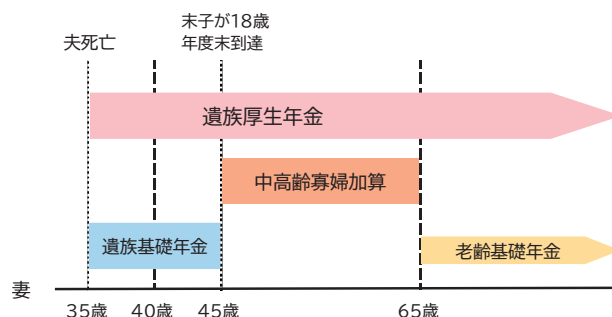 末子が18歳
夫死亡 年度末到達
遺族厚生年金
中高齢寡婦加算
遺族基礎年金
老齢基礎年金
妻
35歳 40歳 45歳 65歳